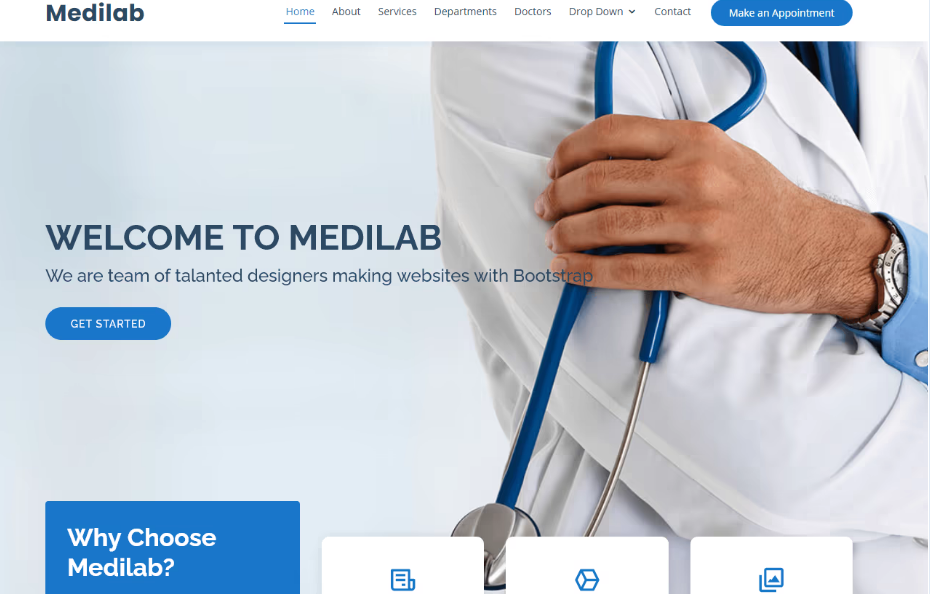 Medilab
Home About Services Departments Doctors Drop Down Contact Make an Appointment
WELCOME TO MEDILAB
We are team of talanted designers making websites with Bootstrap
GET STARTED
Why Choose
Medilab?